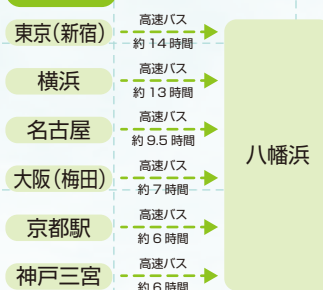 東京(新宿)
高速バス
約14時間
横浜
高速バス
約13時間
名古屋
高速バス
約9.5時間
大阪(梅田)
高速バス
約7時間
京都駅
高速バス
約6時間
神戸三宮
高速バス
約6時間
八幡浜